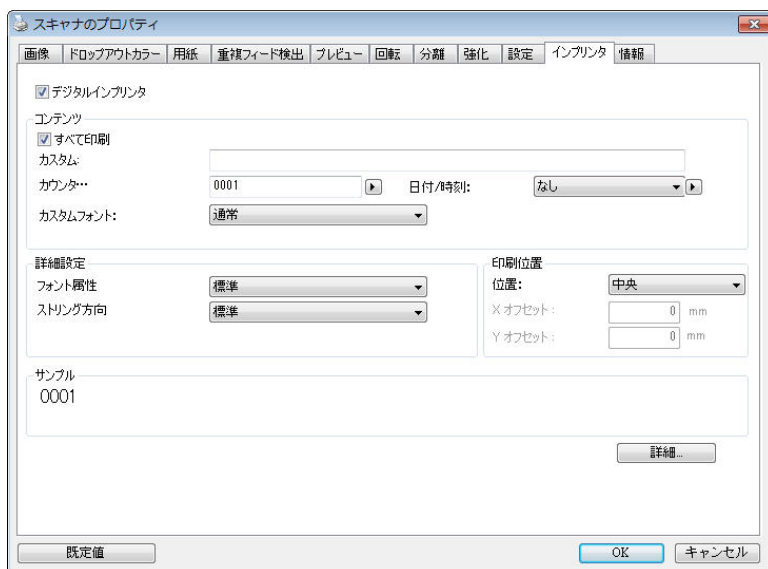 スキャナのプロパティ
画像 ドロップアウトカラー 用紙 重複フィード検出 プレビュー 回転 分離 強化 設定 インプリンタ 情報
デジタルインプリンタ
コンテンツ
すべて印刷
カスタム:
カウンタ… 0001 日付/時刻: なし
カスタムフォント: 通常
詳細設定 印刷位置
フォント属性 標準 位置: 中央
ストリング方向 標準 X オフセット: 0 mm
Y オフセット: 0 mm
サンプル
0001
詳細...
既定値 OK キャンセル